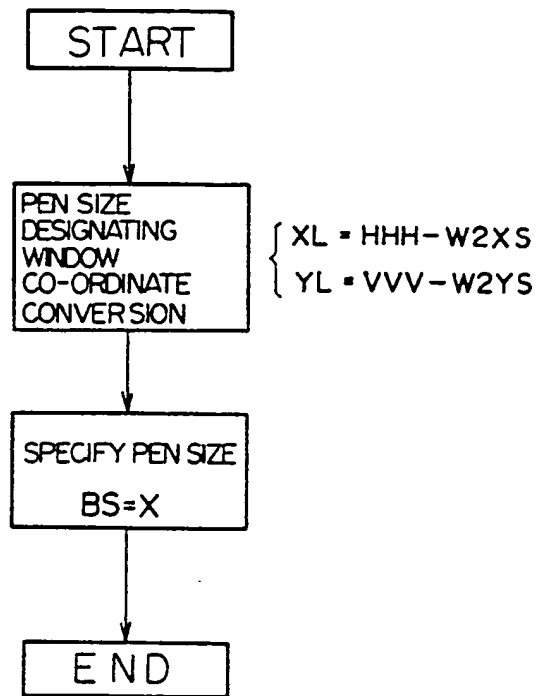 START
PEN SIZE
DESIGNATING
WINDOW
CO-ORDINATE
CONVERSION
XL = HHH-W2XS
YL = VVV-W2YS
SPECIFY PEN SIZE
BS=X
END